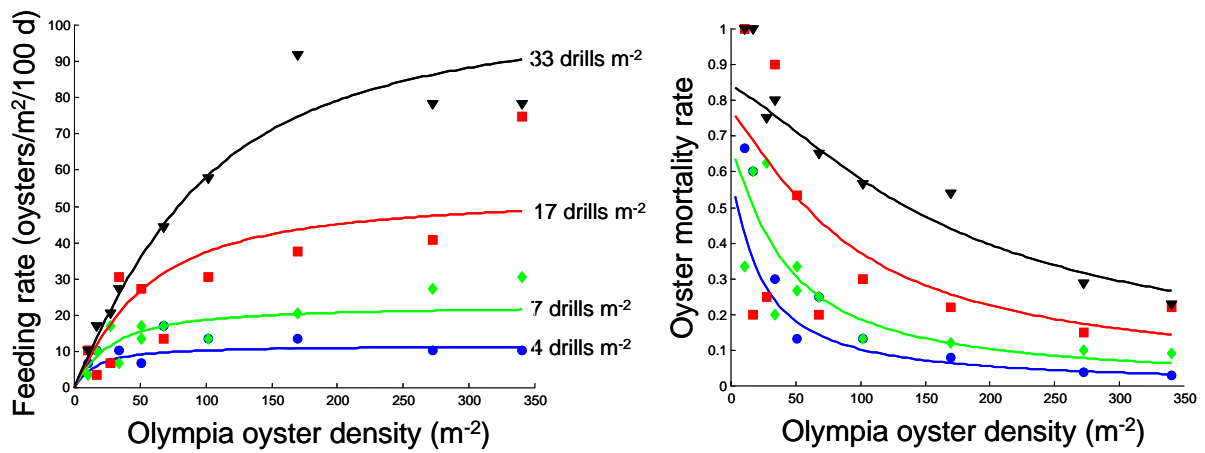 Feeding rate (oysters/m²/100 d)
100
90
80
70
60
50
40
30
20
10
0
33 drills m⁻²
17 drills m⁻²
7 drills m⁻²
4 drills m⁻²
0 50 100 150 200 250 300 350
Olympia oyster density (m⁻²)
Oyster mortality rate
1
0.9
0.8
0.7
0.6
0.5
0.4
0.3
0.2
0.1
0
0 50 100 150 200 250 300 350
Olympia oyster density (m⁻²)